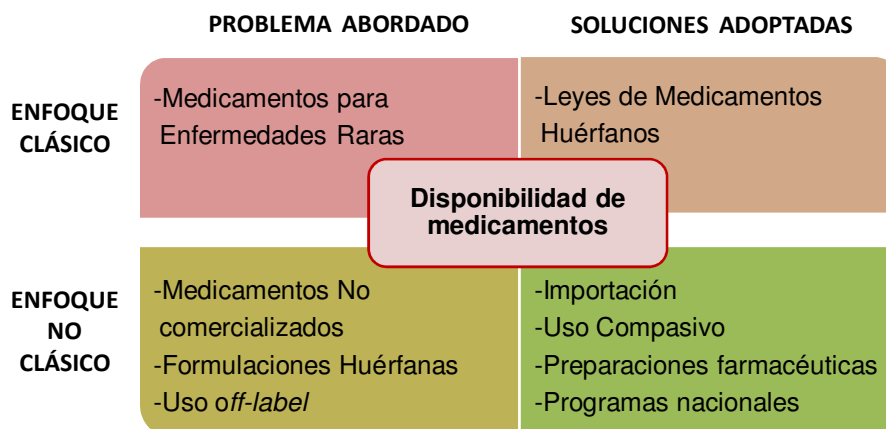 PROBLEMA ABORDADO
SOLUCIONES ADOPTADAS
ENFOQUE
CLÁSICO
-Medicamentos para
Enfermedades Raras
-Leyes de Medicamentos
Huérfanos
Disponibilidad de
medicamentos
ENFOQUE
NO
CLÁSICO
-Medicamentos No
comercializados
-Formulaciones Huérfanas
-Uso off-label
-Importación
-Uso Compasivo
-Preparaciones farmacéuticas
-Programas nacionales